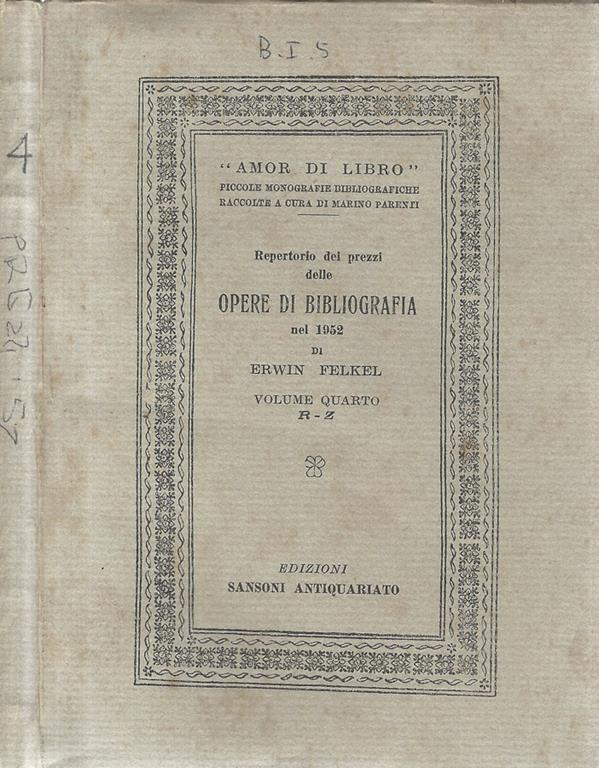 B.I.S
"AMOR DI LIBRO"
PICCOLE MONOGRAFIE BIBLIOGRAFICHE
RACCOLTE A CURA DI MARINO PARENTI
Repertorio dei prezzi
delle
OPERE DI BIBLIOGRAFIA
nel 1952
DI
ERWIN FELKEL
VOLUME QUARTO
R-Z
EDIZIONI
SANSONI ANTIQUARIATO
4